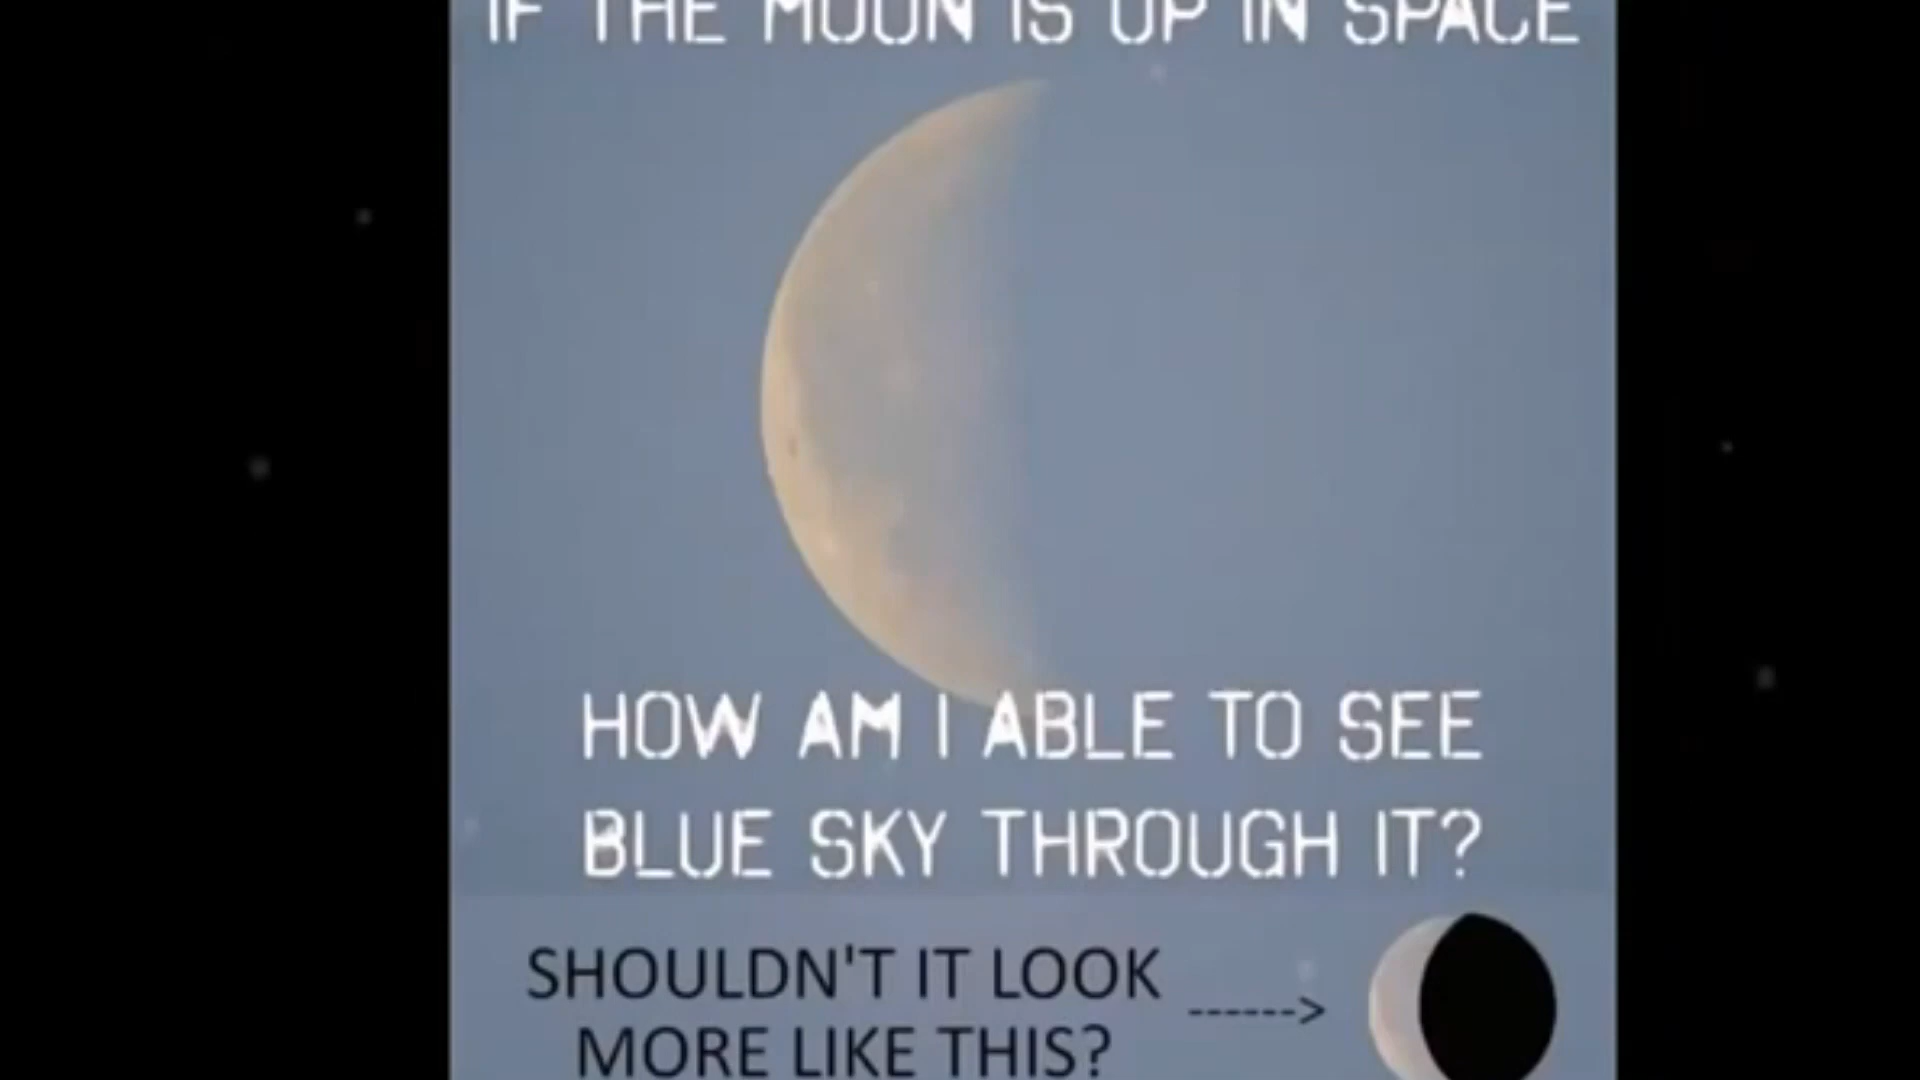 IF THE MOON IS UP IN SPACE
HOW AM I ABLE TO SEE
BLUE SKY THROUGH IT?
SHOULDN'T IT LOOK
MORE LIKE THIS?
------>